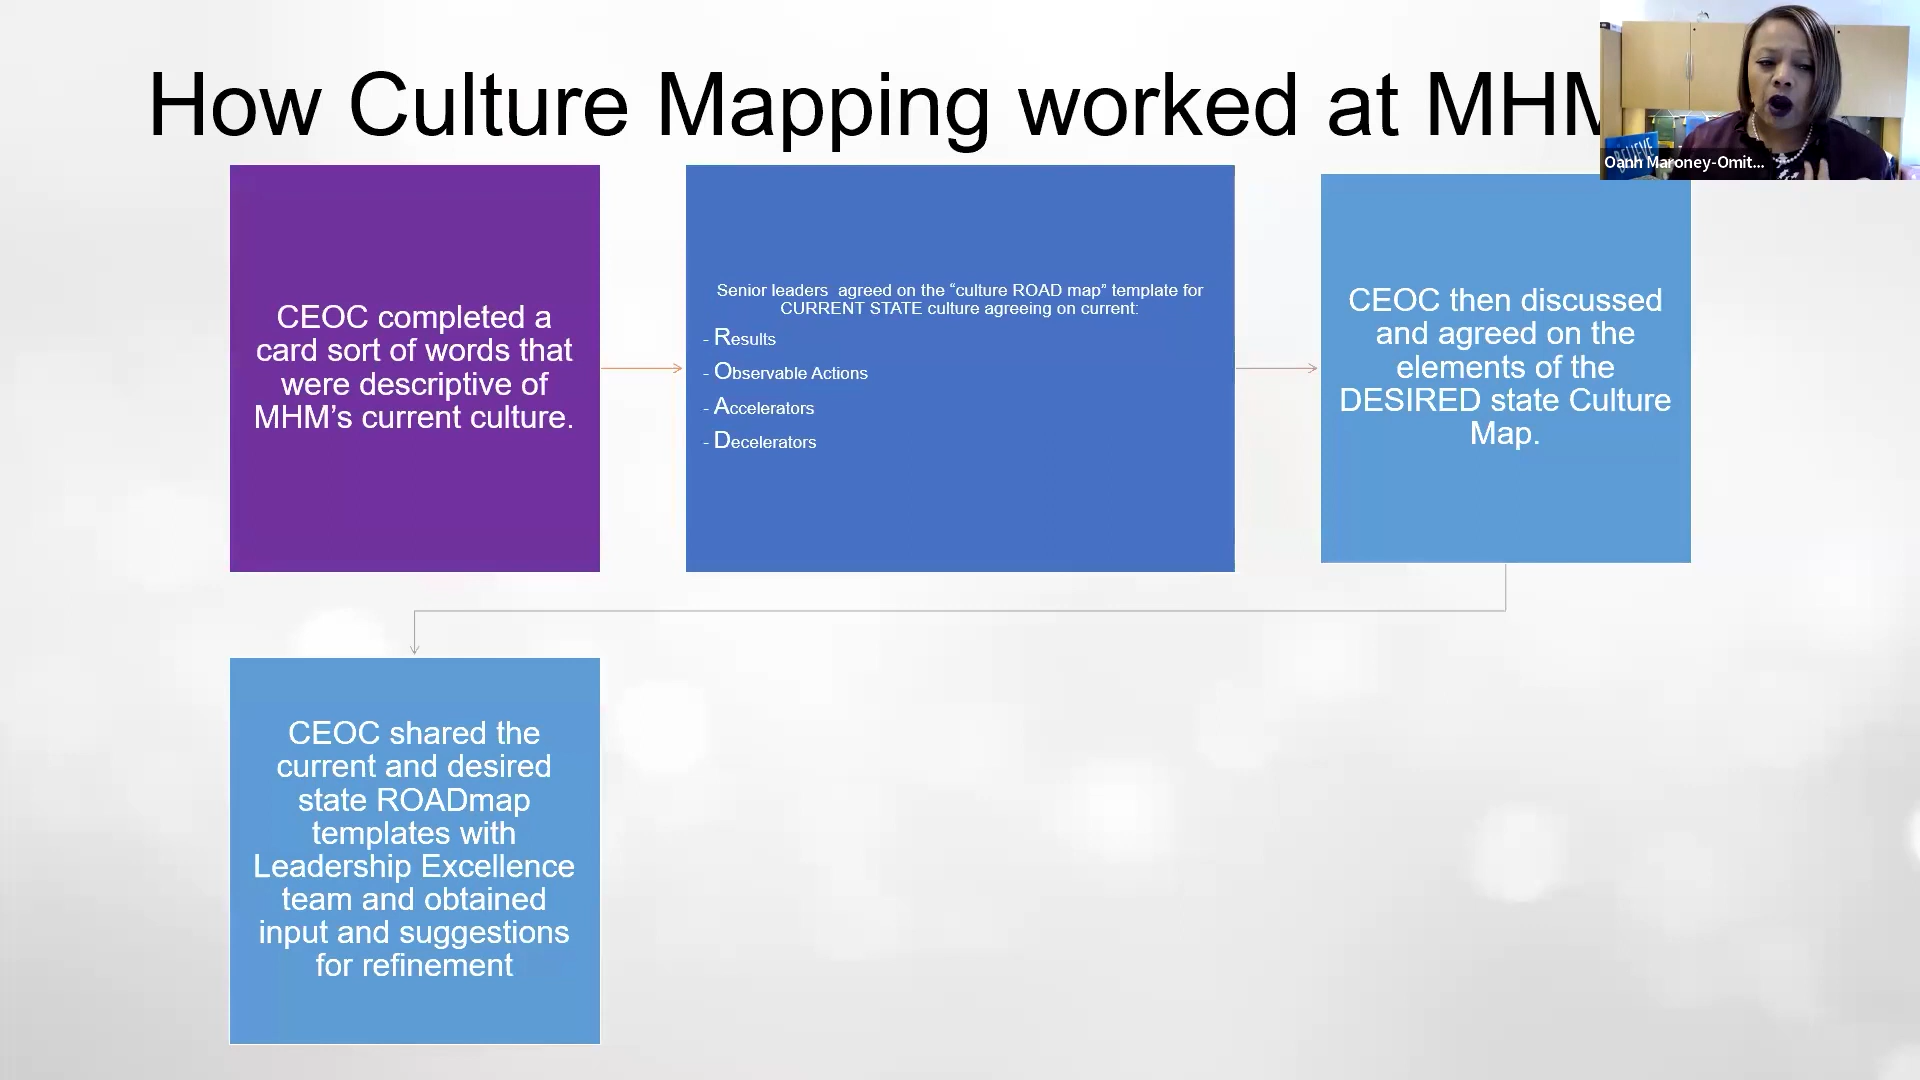 How Culture Mapping worked at MHM
CEOC completed a
card sort of words that
were descriptive of
MHM’s current culture.
Senior leaders  agreed on the “culture ROAD map” template for
CURRENT STATE culture agreeing on current:
- Results
- Observable Actions
- Accelerators
- Decelerators
CEOC then discussed
and agreed on the
elements of the
DESIRED state Culture
Map.
CEOC shared the
current and desired
state ROADmap
templates with
Leadership Excellence
team and obtained
input and suggestions
for refinement
BELIEVE
Oann Maroney-Omit...